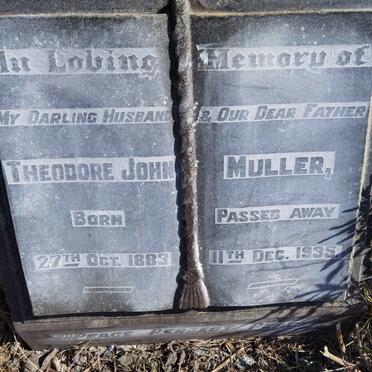 In Loving Memory of
My Darling Husband & Our Dear Father
Theodore John Muller,
Born Passed Away
27th Oct. 1883 11th Dec. 1935